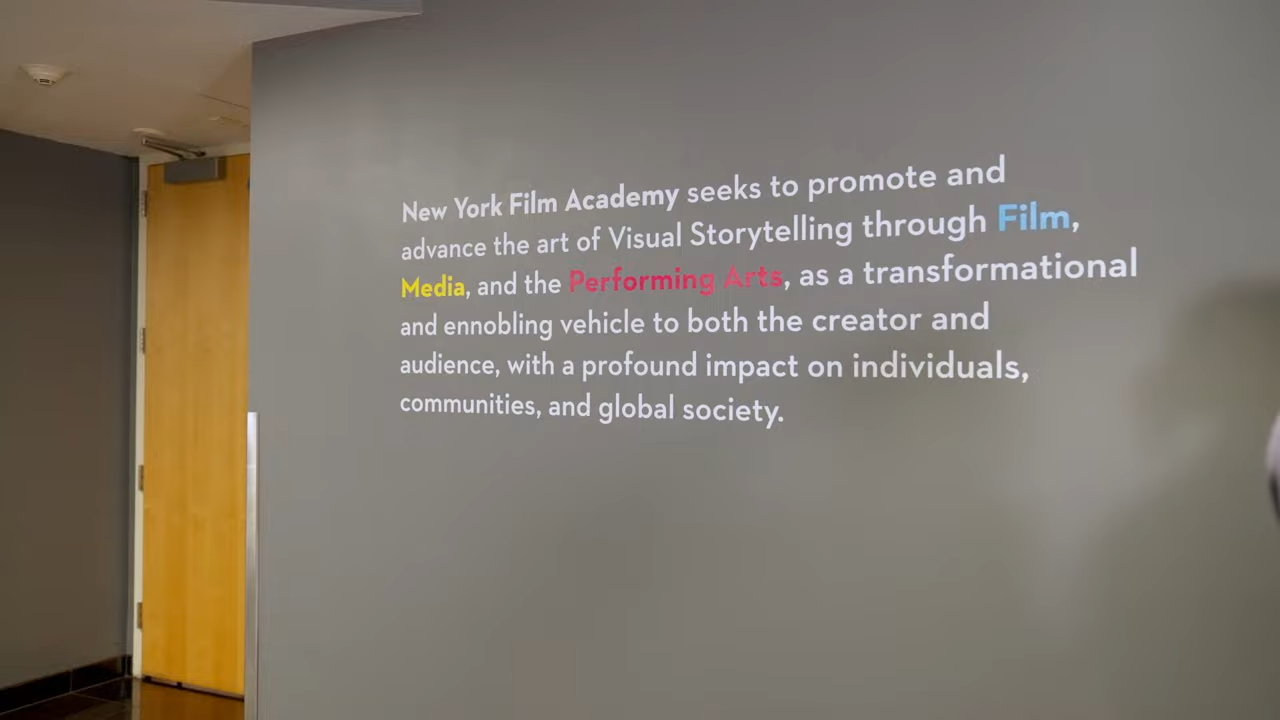 New York Film Academy seeks to promote and
advance the art of Visual Storytelling through Film,
Media, and the Performing Arts, as a transformational
and ennobling vehicle to both the creator and
audience, with a profound impact on individuals,
communities, and global society.